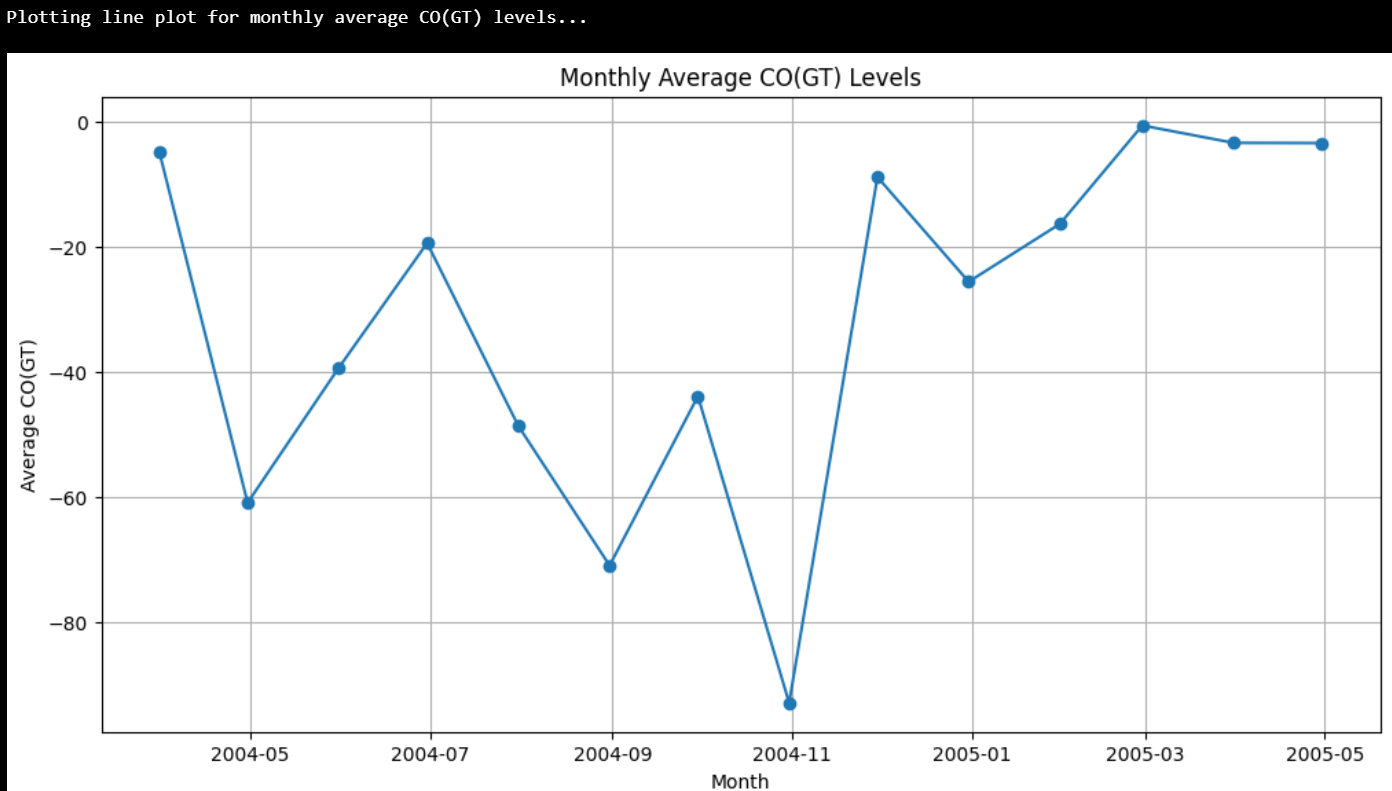 Plotting line plot for monthly average CO(GT) levels...
Monthly Average CO(GT) Levels
0
−20
−40
−60
−80
Average CO(GT)
2004-05 2004-07 2004-09 2004-11 2005-01 2005-03 2005-05
Month